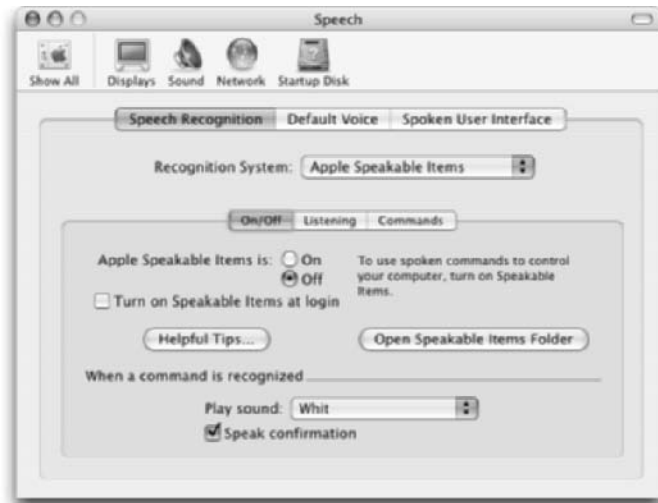 Speech
Show All Displays Sound Network Startup Disk
Speech Recognition Default Voice Spoken User Interface
Recognition System: Apple Speakable Items
On/Off Listening Commands
Apple Speakable Items is: On To use spoken commands to control
Off your computer, turn on Speakable
Items.
Turn on Speakable Items at login
Helpful Tips... Open Speakable Items Folder
When a command is recognized
Play sound: Whit
Speak confirmation